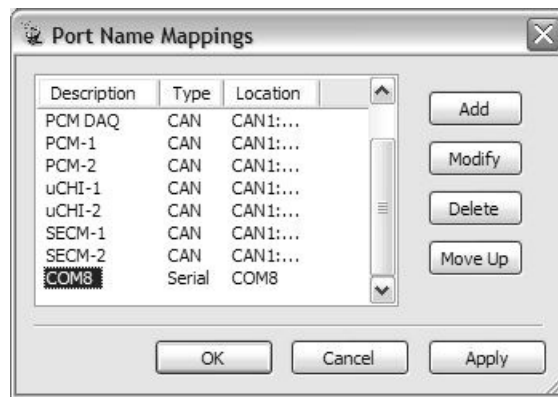 Port Name Mappings
Description Type Location
PCM DAQ CAN CAN1:...
PCM-1 CAN CAN1:...
PCM-2 CAN CAN1:...
uCHI-1 CAN CAN1:...
uCHI-2 CAN CAN1:...
SECM-1 CAN CAN1:...
SECM-2 CAN CAN1:...
COM8 Serial COM8
Add
Modify
Delete
Move Up
OK Cancel Apply